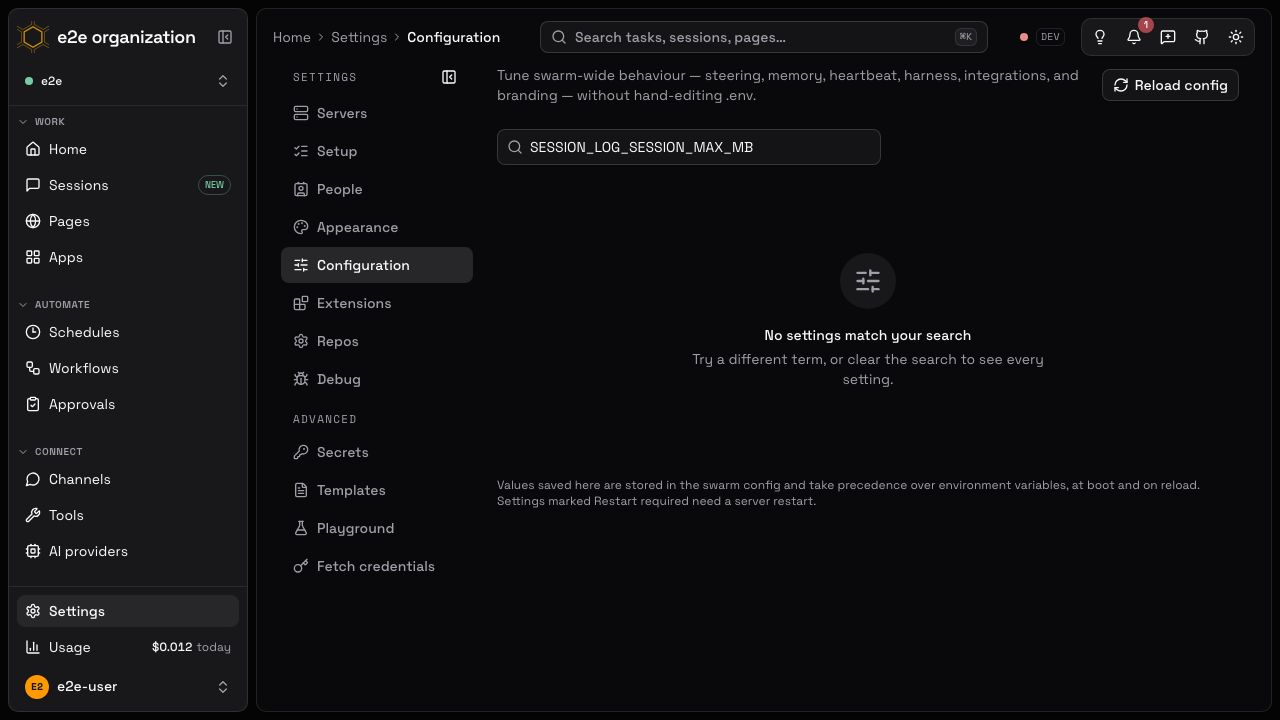 e2e organization
e2e
WORK
Home
Sessions
NEW
Pages
Apps
AUTOMATE
Schedules
Workflows
Approvals
CONNECT
Channels
Tools
AI providers
Settings
Usage
$0.012 today
E2
e2e-user
Home
Settings
Configuration
Search tasks, sessions, pages...
⌘K
DEV
1
SETTINGS
Servers
Setup
People
Appearance
Configuration
Extensions
Repos
Debug
ADVANCED
Secrets
Templates
Playground
Fetch credentials
Tune swarm-wide behaviour — steering, memory, heartbeat, harness, integrations, and
branding — without hand-editing .env.
Reload config
SESSION_LOG_SESSION_MAX_MB
No settings match your search
Try a different term, or clear the search to see every
setting.
Values saved here are stored in the swarm config and take precedence over environment variables, at boot and on reload.
Settings marked Restart required need a server restart.